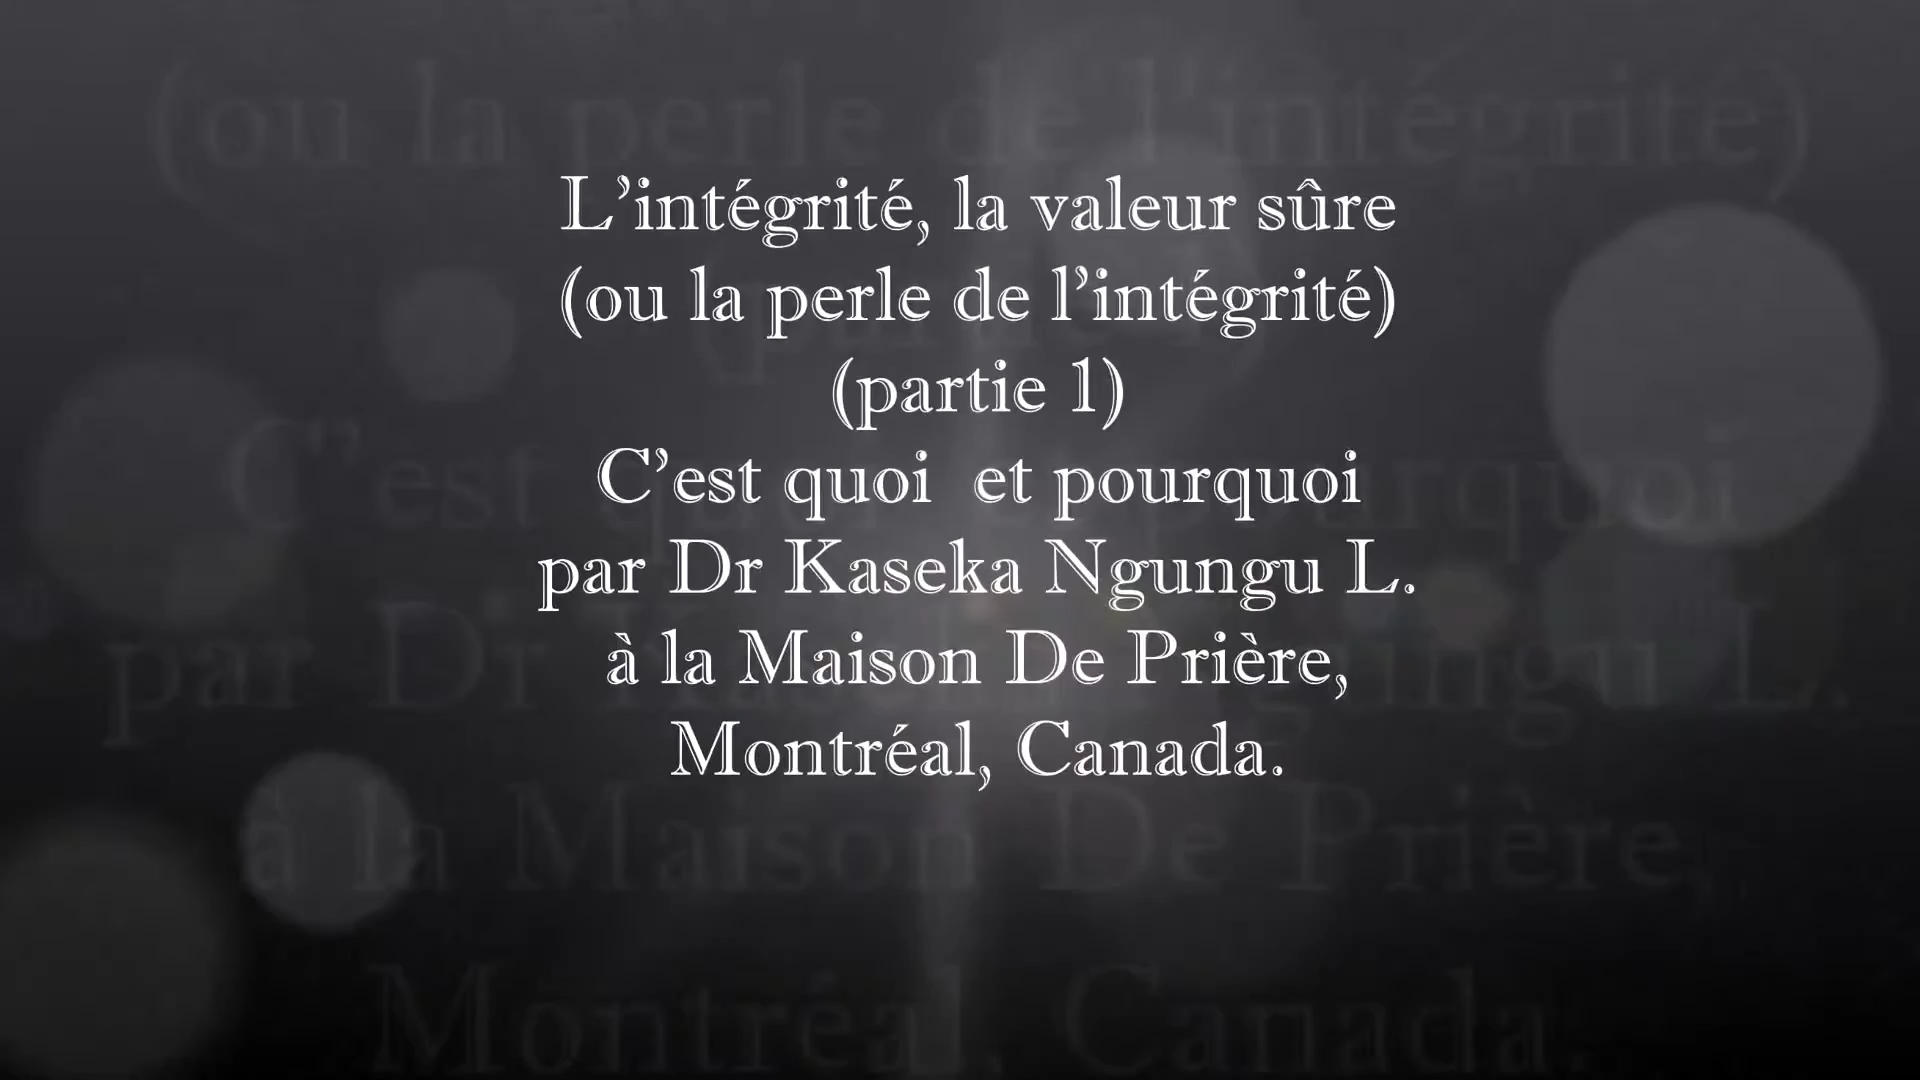 L’intégrité, la valeur sûre
(ou la perle de l’intégrité)
(partie 1)
C’est quoi  et pourquoi
par Dr Kaseka Ngungu L.
à la Maison De Prière,
Montréal, Canada.